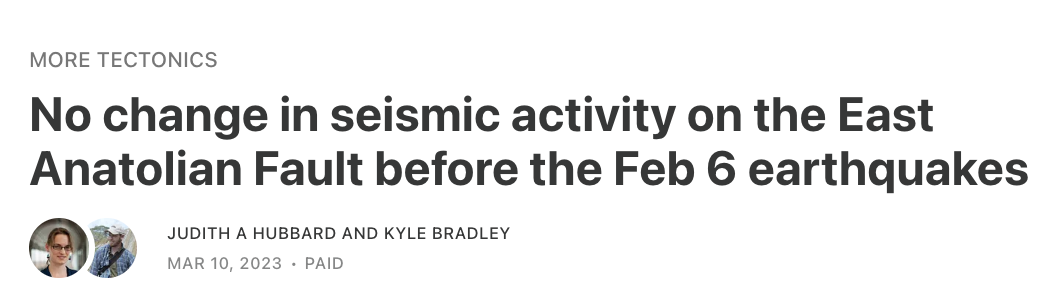 MORE TECTONICS
No change in seismic activity on the East
Anatolian Fault before the Feb 6 earthquakes
JUDITH A HUBBARD AND KYLE BRADLEY
MAR 10, 2023 • PAID